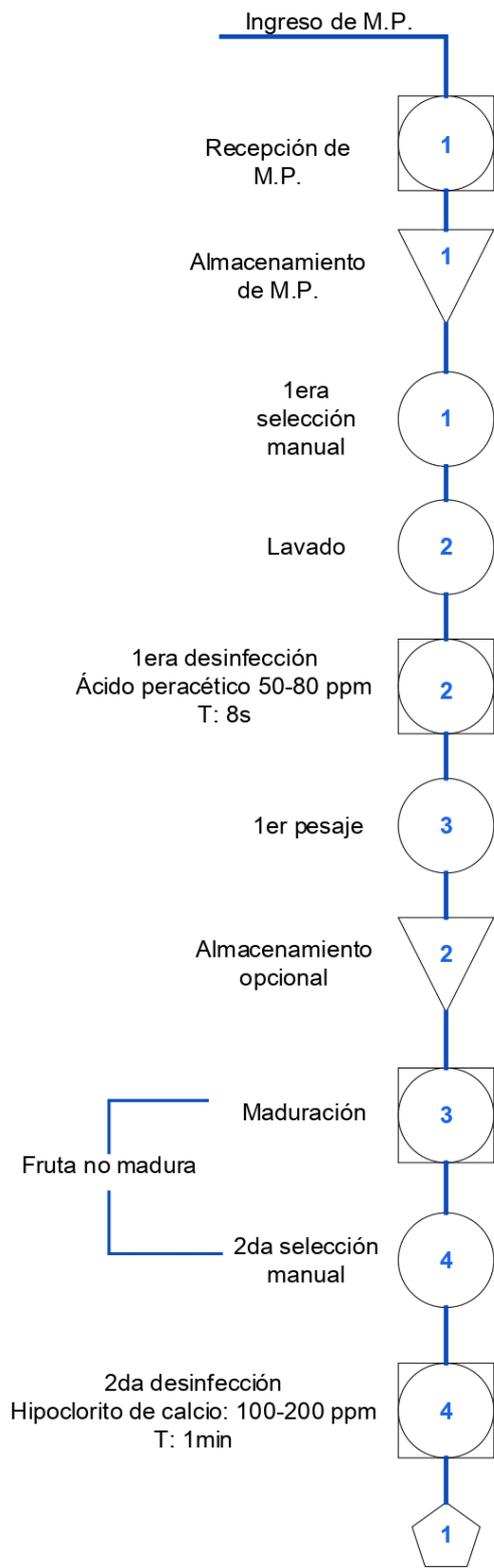 Ingreso de M.P.
1
Recepción de
M.P.
1
Almacenamiento
de M.P.
1era
selección
manual
1
Lavado
2
1era desinfección
Ácido peracético 50-80 ppm
T: 8s
2
1er pesaje
3
Almacenamiento
opcional
2
Maduración
3
Fruta no madura
2da selección
manual
4
2da desinfección
Hipoclorito de calcio: 100-200 ppm
T: 1min
4
1